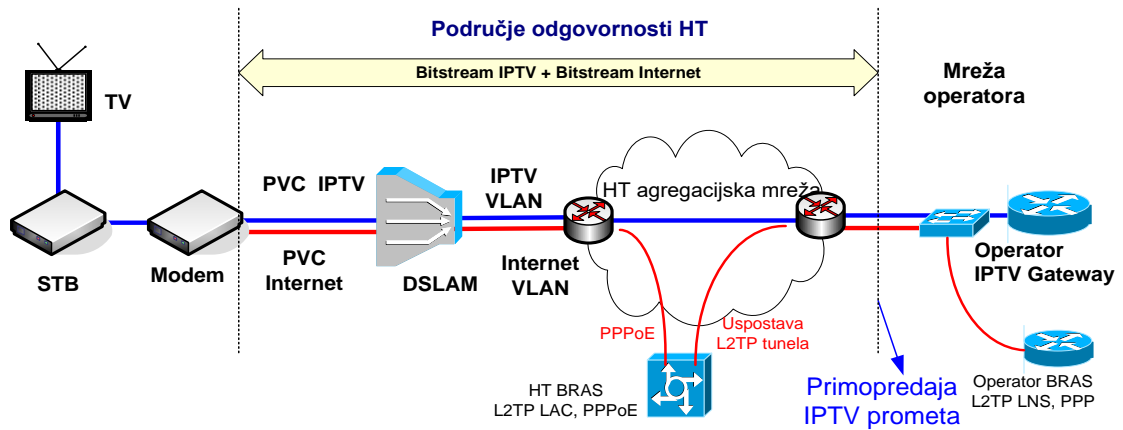 Područje odgovornosti HT
Bitstream IPTV + Bitstream Internet
Mreža
operatora
TV
PVC IPTV
IPTV
VLAN
HT agregacijska mreža
STB
Modem
PVC
Internet
DSLAM
Internet
VLAN
Operator
IPTV Gateway
PPPoE
Uspostava
L2TP tunela
HT BRAS
L2TP LAC, PPPoE
Primopredaja
IPTV prometa
Operator BRAS
L2TP LNS, PPP